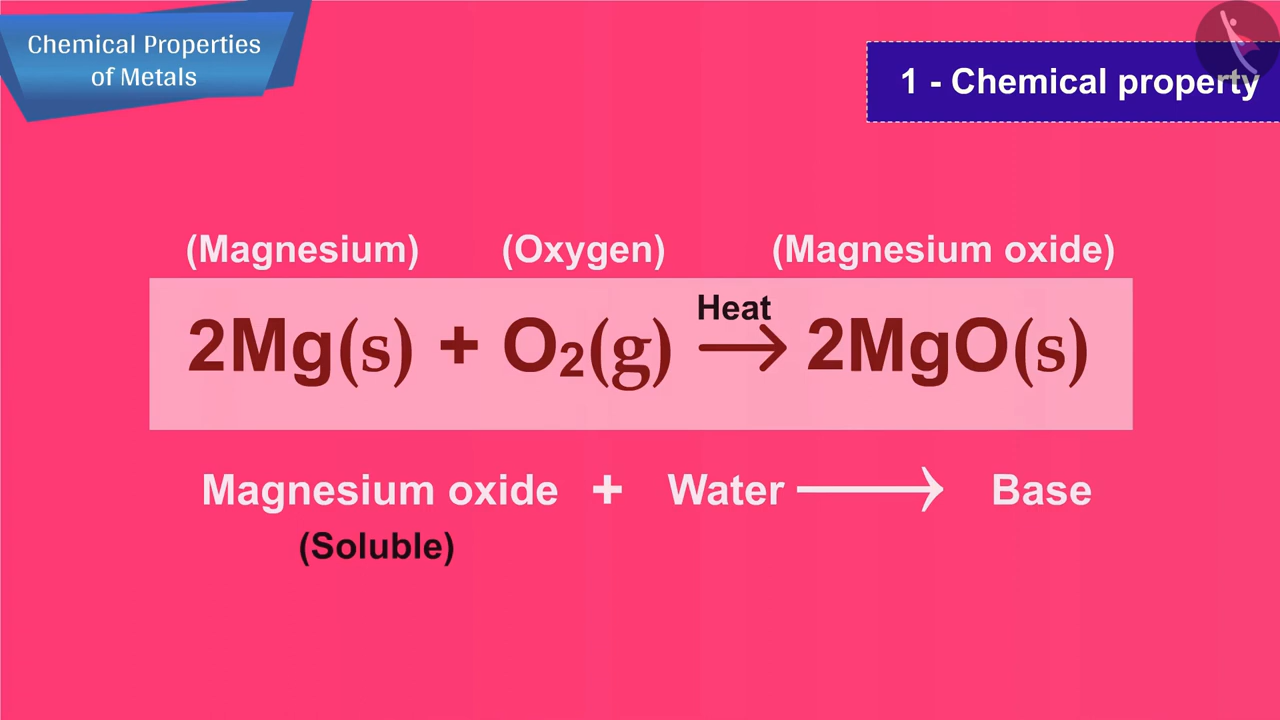 Chemical Properties
of Metals
1 - Chemical property
(Magnesium) (Oxygen) (Magnesium oxide)
Heat
2Mg(s) + O₂(g) → 2MgO(s)
Magnesium oxide + Water ⟶ Base
(Soluble)